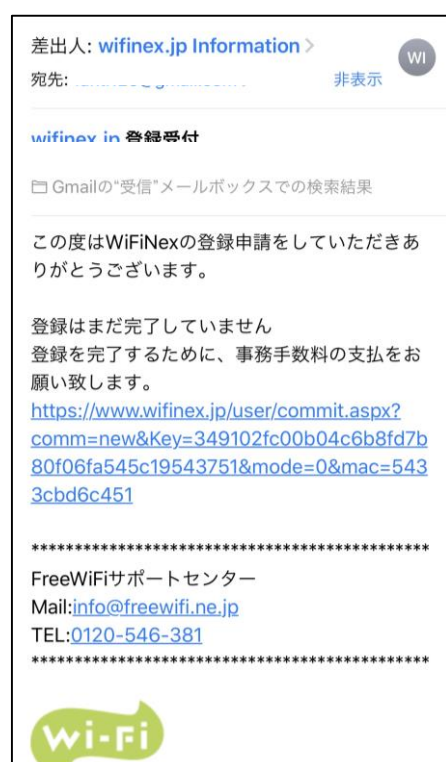 差出人: wifinex.jp Information >
WI
宛先:
非表示
wifinex.jp 登録受付
Gmailの“受信”メールボックスでの検索結果
この度はWiFiNexの登録申請をしていただきあ
りがとうございます。
登録はまだ完了していません
登録を完了するために、事務手数料の支払をお
願い致します。
https://www.wifinex.jp/user/commit.aspx?
comm=new&Key=349102fc00b04c6b8fd7b
80f06fa545c19543751&mode=0&mac=543
3cbd6c451
**********************************************
FreeWiFiサポートセンター
Mail:info@freewifi.ne.jp
TEL:0120-546-381
**********************************************
Wi-Fi